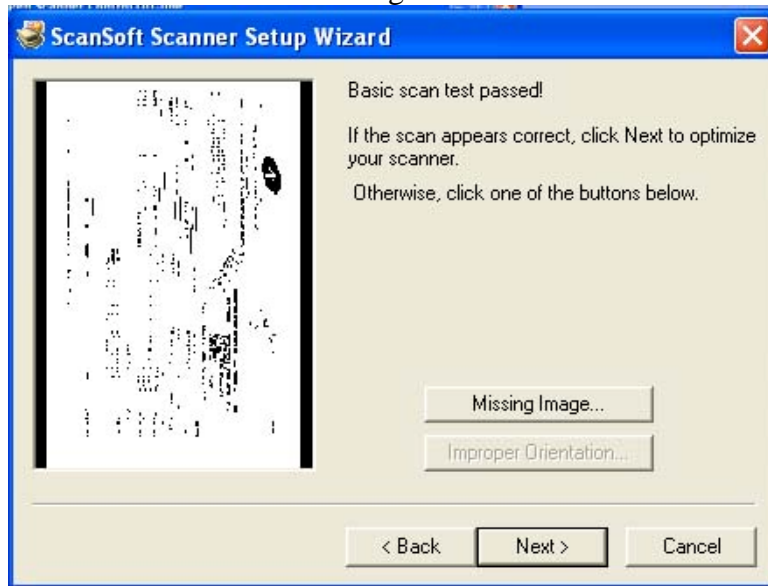 ScanSoft Scanner Setup Wizard
Basic scan test passed!
If the scan appears correct, click Next to optimize
your scanner.
Otherwise, click one of the buttons below.
Missing Image...
Improper Orientation...
< Back
Next >
Cancel